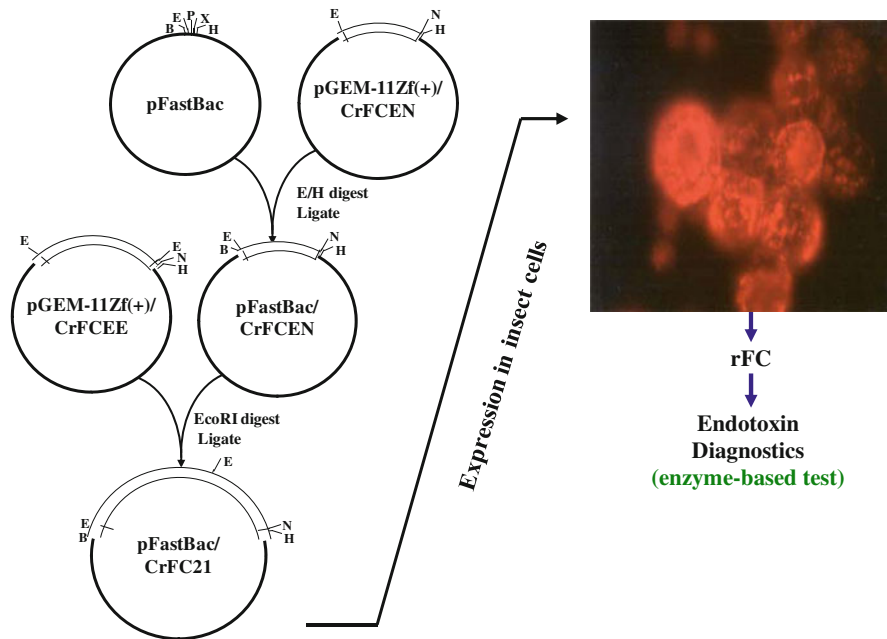 E P X
B H
pFastBac
E N
H
pGEM-11Zf(+)/
CrFCEN
E/H digest
Ligate
E E
N
H
pGEM-11Zf(+)/
CrFCEE
E N
B H
pFastBac/
CrFCEN
EcoRI digest
Ligate
E
E N
B H
pFastBac/
CrFC21
Expression in insect cells
rFC
Endotoxin
Diagnostics
(enzyme-based test)